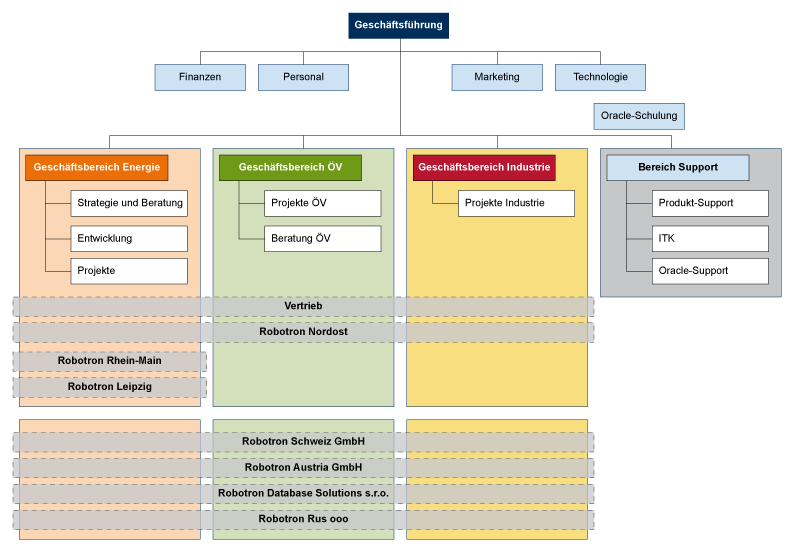 Geschäftsführung
Finanzen
Personal
Marketing
Technologie
Oracle-Schulung
Geschäftsbereich Energie
Geschäftsbereich ÖV
Geschäftsbereich Industrie
Bereich Support
Strategie und Beratung
Projekte ÖV
Projekte Industrie
Produkt-Support
Entwicklung
Beratung ÖV
ITK
Projekte
Oracle-Support
Vertrieb
Robotron Nordost
Robotron Rhein-Main
Robotron Leipzig
Robotron Schweiz GmbH
Robotron Austria GmbH
Robotron Database Solutions s.r.o.
Robotron Rus ooo